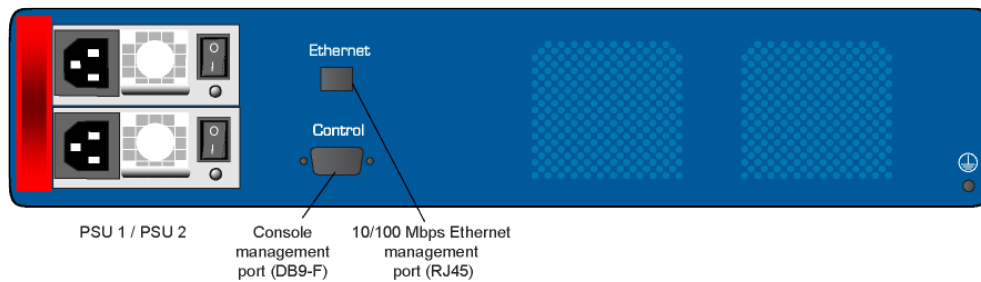 Ethernet
Control
PSU 1 / PSU 2
Console
management
port (DB9-F)
10/100 Mbps Ethernet
management
port (RJ45)